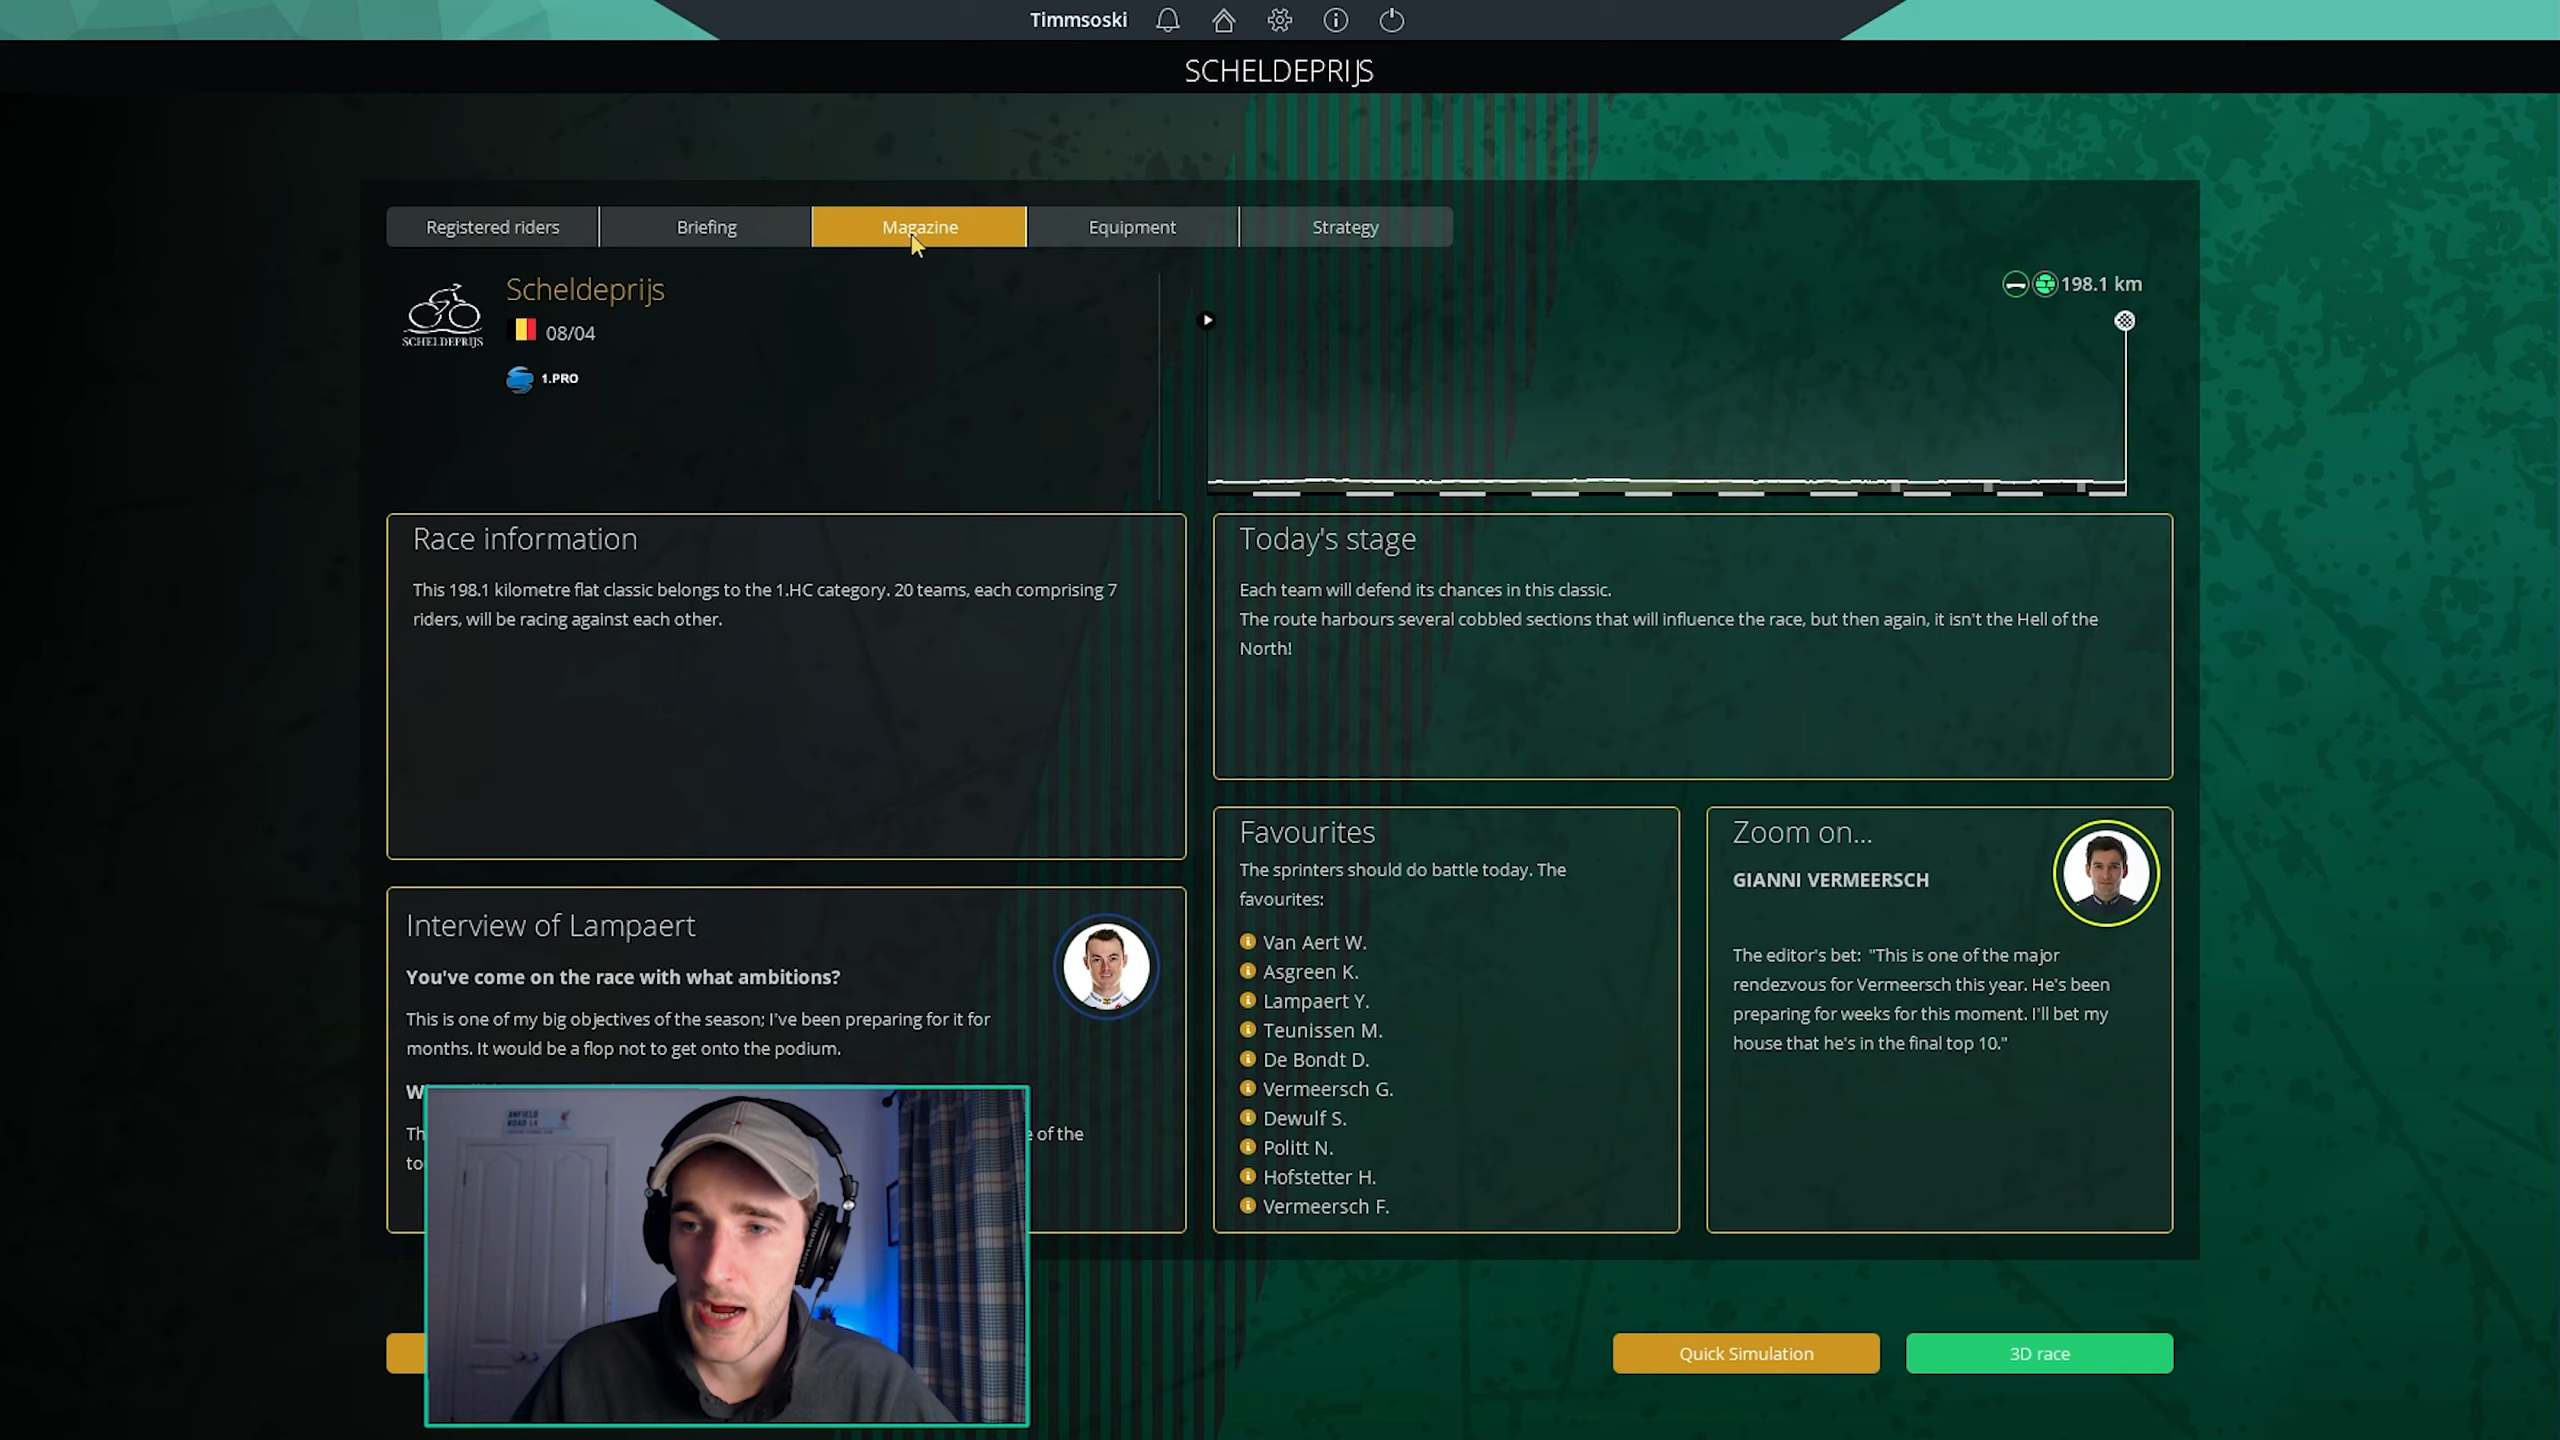 Timmsoski
SCHELDEPRIJS
Registered riders
Briefing
Magazine
Equipment
Strategy
Scheldeprijs
SCHELDEPRIJS
08/04
1.PRO
198.1 km
Race information
This 198.1 kilometre flat classic belongs to the 1.HC category. 20 teams, each comprising 7
riders, will be racing against each other.
Today's stage
Each team will defend its chances in this classic.
The route harbours several cobbled sections that will influence the race, but then again, it isn't the Hell of the
North!
Interview of Lampaert
You've come on the race with what ambitions?
This is one of my big objectives of the season; I've been preparing for it for
months. It would be a flop not to get onto the podium.
of the
Favourites
The sprinters should do battle today. The
favourites:
Van Aert W.
Asgreen K.
Lampaert Y.
Teunissen M.
De Bondt D.
Vermeersch G.
Dewulf S.
Politt N.
Hofstetter H.
Vermeersch F.
Zoom on...
GIANNI VERMEERSCH
The editor's bet: "This is one of the major
rendezvous for Vermeersch this year. He's been
preparing for weeks for this moment. I'll bet my
house that he's in the final top 10."
ANFIELD
ROAD L4
Quick Simulation
3D race